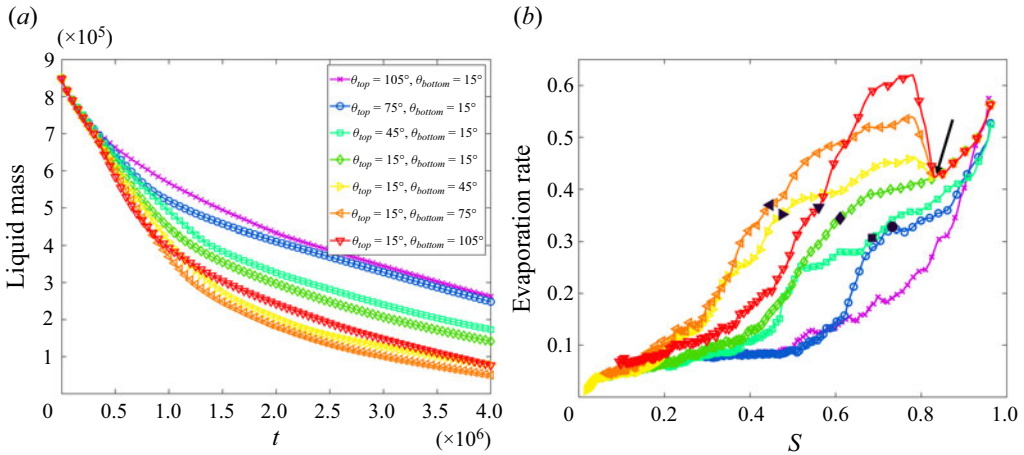 (a)
(×10⁵)
9
8
7
6
5
4
3
2
1
Liquid mass
θtop = 105°, θbottom = 15°
θtop = 75°, θbottom = 15°
θtop = 45°, θbottom = 15°
θtop = 15°, θbottom = 15°
θtop = 15°, θbottom = 45°
θtop = 15°, θbottom = 75°
θtop = 15°, θbottom = 105°
0 0.5 1.0 1.5 2.0 2.5 3.0 3.5 4.0
t
(×10⁶)
(b)
0.6
0.5
0.4
0.3
0.2
0.1
Evaporation rate
0 0.2 0.4 0.6 0.8 1.0
S